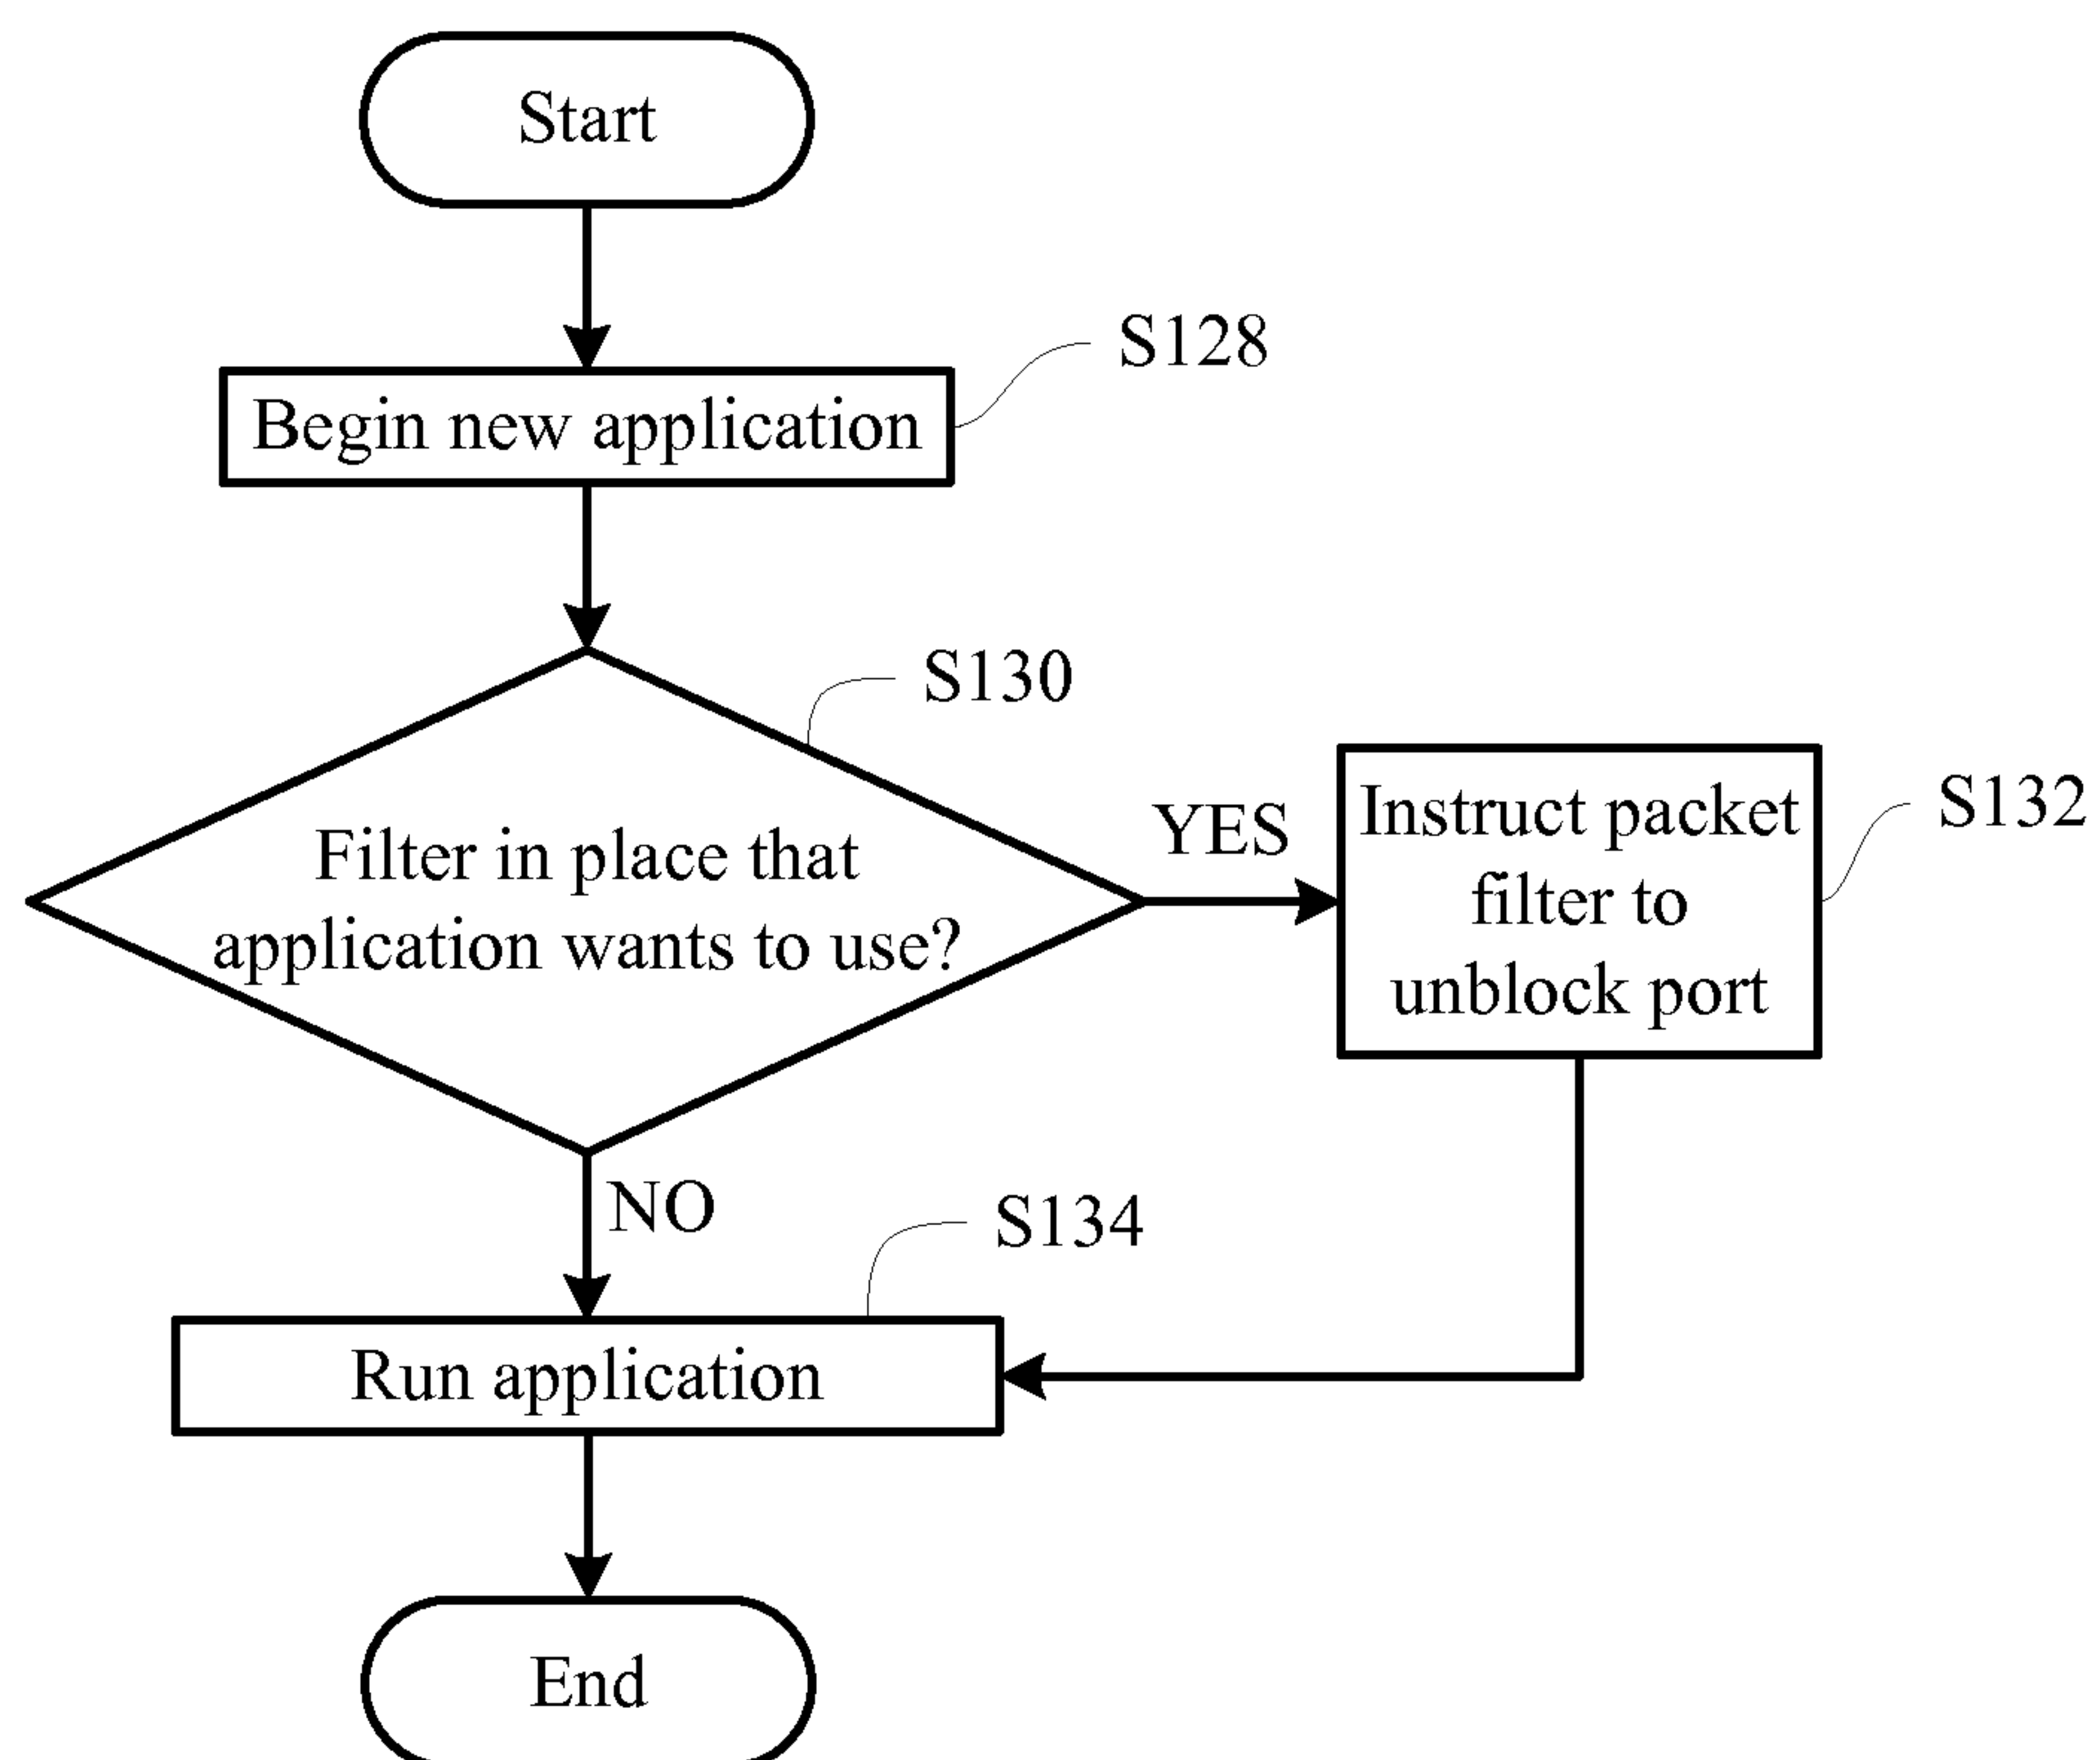 Start
S128
Begin new application
S130
Filter in place that
application wants to use?
YES
Instruct packet
filter to
unblock port
S132
NO
S134
Run application
End